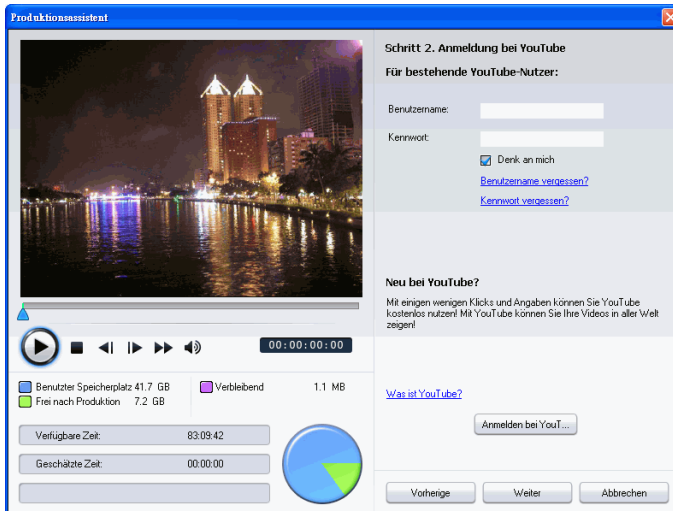 Produktionsassistent
Schritt 2. Anmeldung bei YouTube
Für bestehende YouTube-Nutzer:
Benutzername:
Kennwort:
Denk an mich
Benutzername vergessen?
Kennwort vergessen?
Neu bei YouTube?
Mit einigen wenigen Klicks und Angaben können Sie YouTube
kostenlos nutzen! Mit YouTube können Sie Ihre Videos in aller Welt
zeigen!
Was ist YouTube?
Anmelden bei YouT...
00:00:00:00
Benutzter Speicherplatz 41.7 GB
Verbleibend 1.1 MB
Frei nach Produktion 7.2 GB
Verfügbare Zeit: 83:09:42
Geschätzte Zeit: 00:00:00
Vorherige
Weiter
Abbrechen